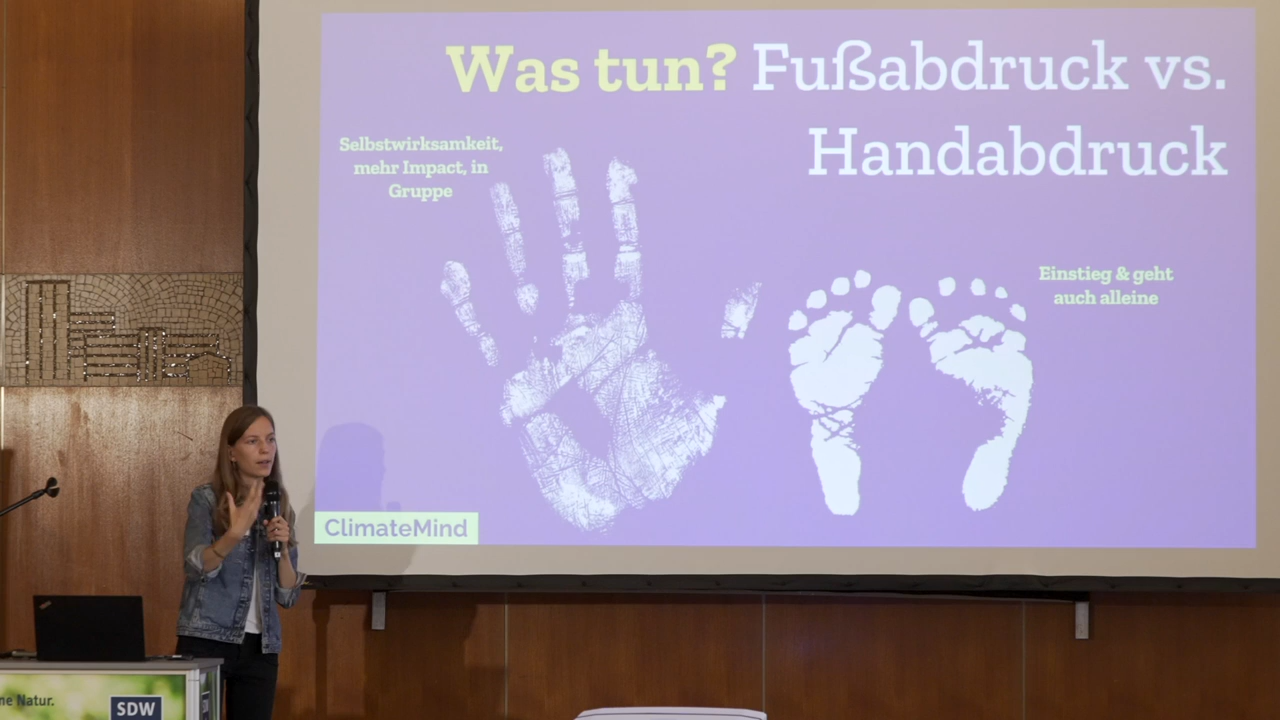 Was tun? Fußabdruck vs.
Handabdruck
Selbstwirksamkeit,
mehr Impact, in
Gruppe
Einstieg & geht
auch alleine
ClimateMind
ne Natur.
SDW